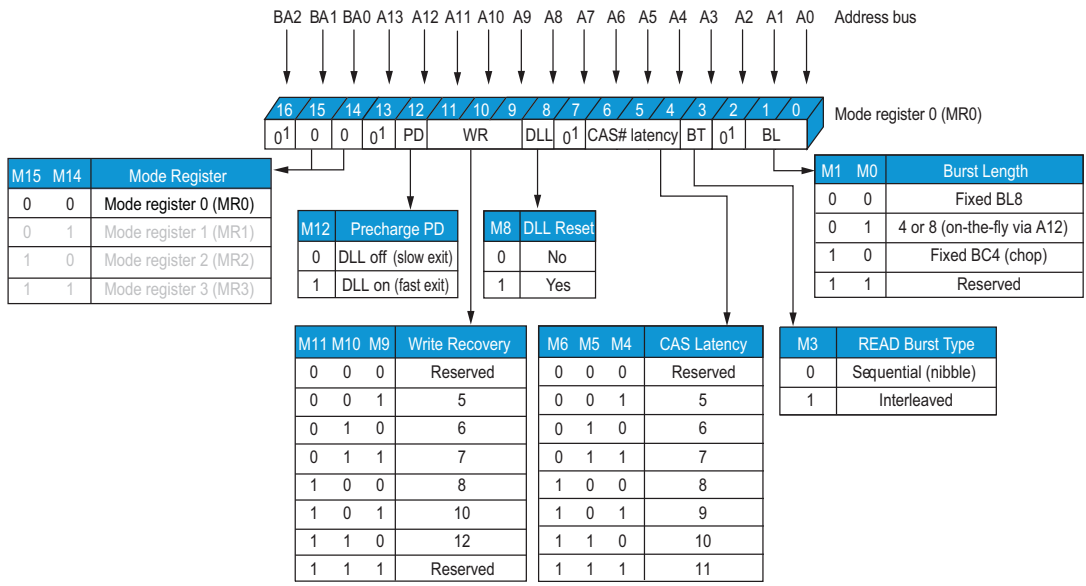 BA2 BA1 BA0 A13 A12 A11 A10 A9 A8 A7 A6 A5 A4 A3 A2 A1 A0 Address bus
16 15 14 13 12 11 10 9 8 7 6 5 4 3 2 1 0
Mode register 0 (MR0)
0¹ 0 0 0¹ PD WR DLL 0¹ CAS# latency BT 0¹ BL
M15 M14 Mode Register
0 0 Mode register 0 (MR0)
0 1 Mode register 1 (MR1)
1 0 Mode register 2 (MR2)
1 1 Mode register 3 (MR3)
M12 Precharge PD
0 DLL off (slow exit)
1 DLL on (fast exit)
M8 DLL Reset
0 No
1 Yes
M1 M0 Burst Length
0 0 Fixed BL8
0 1 4 or 8 (on-the-fly via A12)
1 0 Fixed BC4 (chop)
1 1 Reserved
M11 M10 M9 Write Recovery
0 0 0 Reserved
0 0 1 5
0 1 0 6
0 1 1 7
1 0 0 8
1 0 1 10
1 1 0 12
1 1 1 Reserved
M6 M5 M4 CAS Latency
0 0 0 Reserved
0 0 1 5
0 1 0 6
0 1 1 7
1 0 0 8
1 0 1 9
1 1 0 10
1 1 1 11
M3 READ Burst Type
0 Sequential (nibble)
1 Interleaved